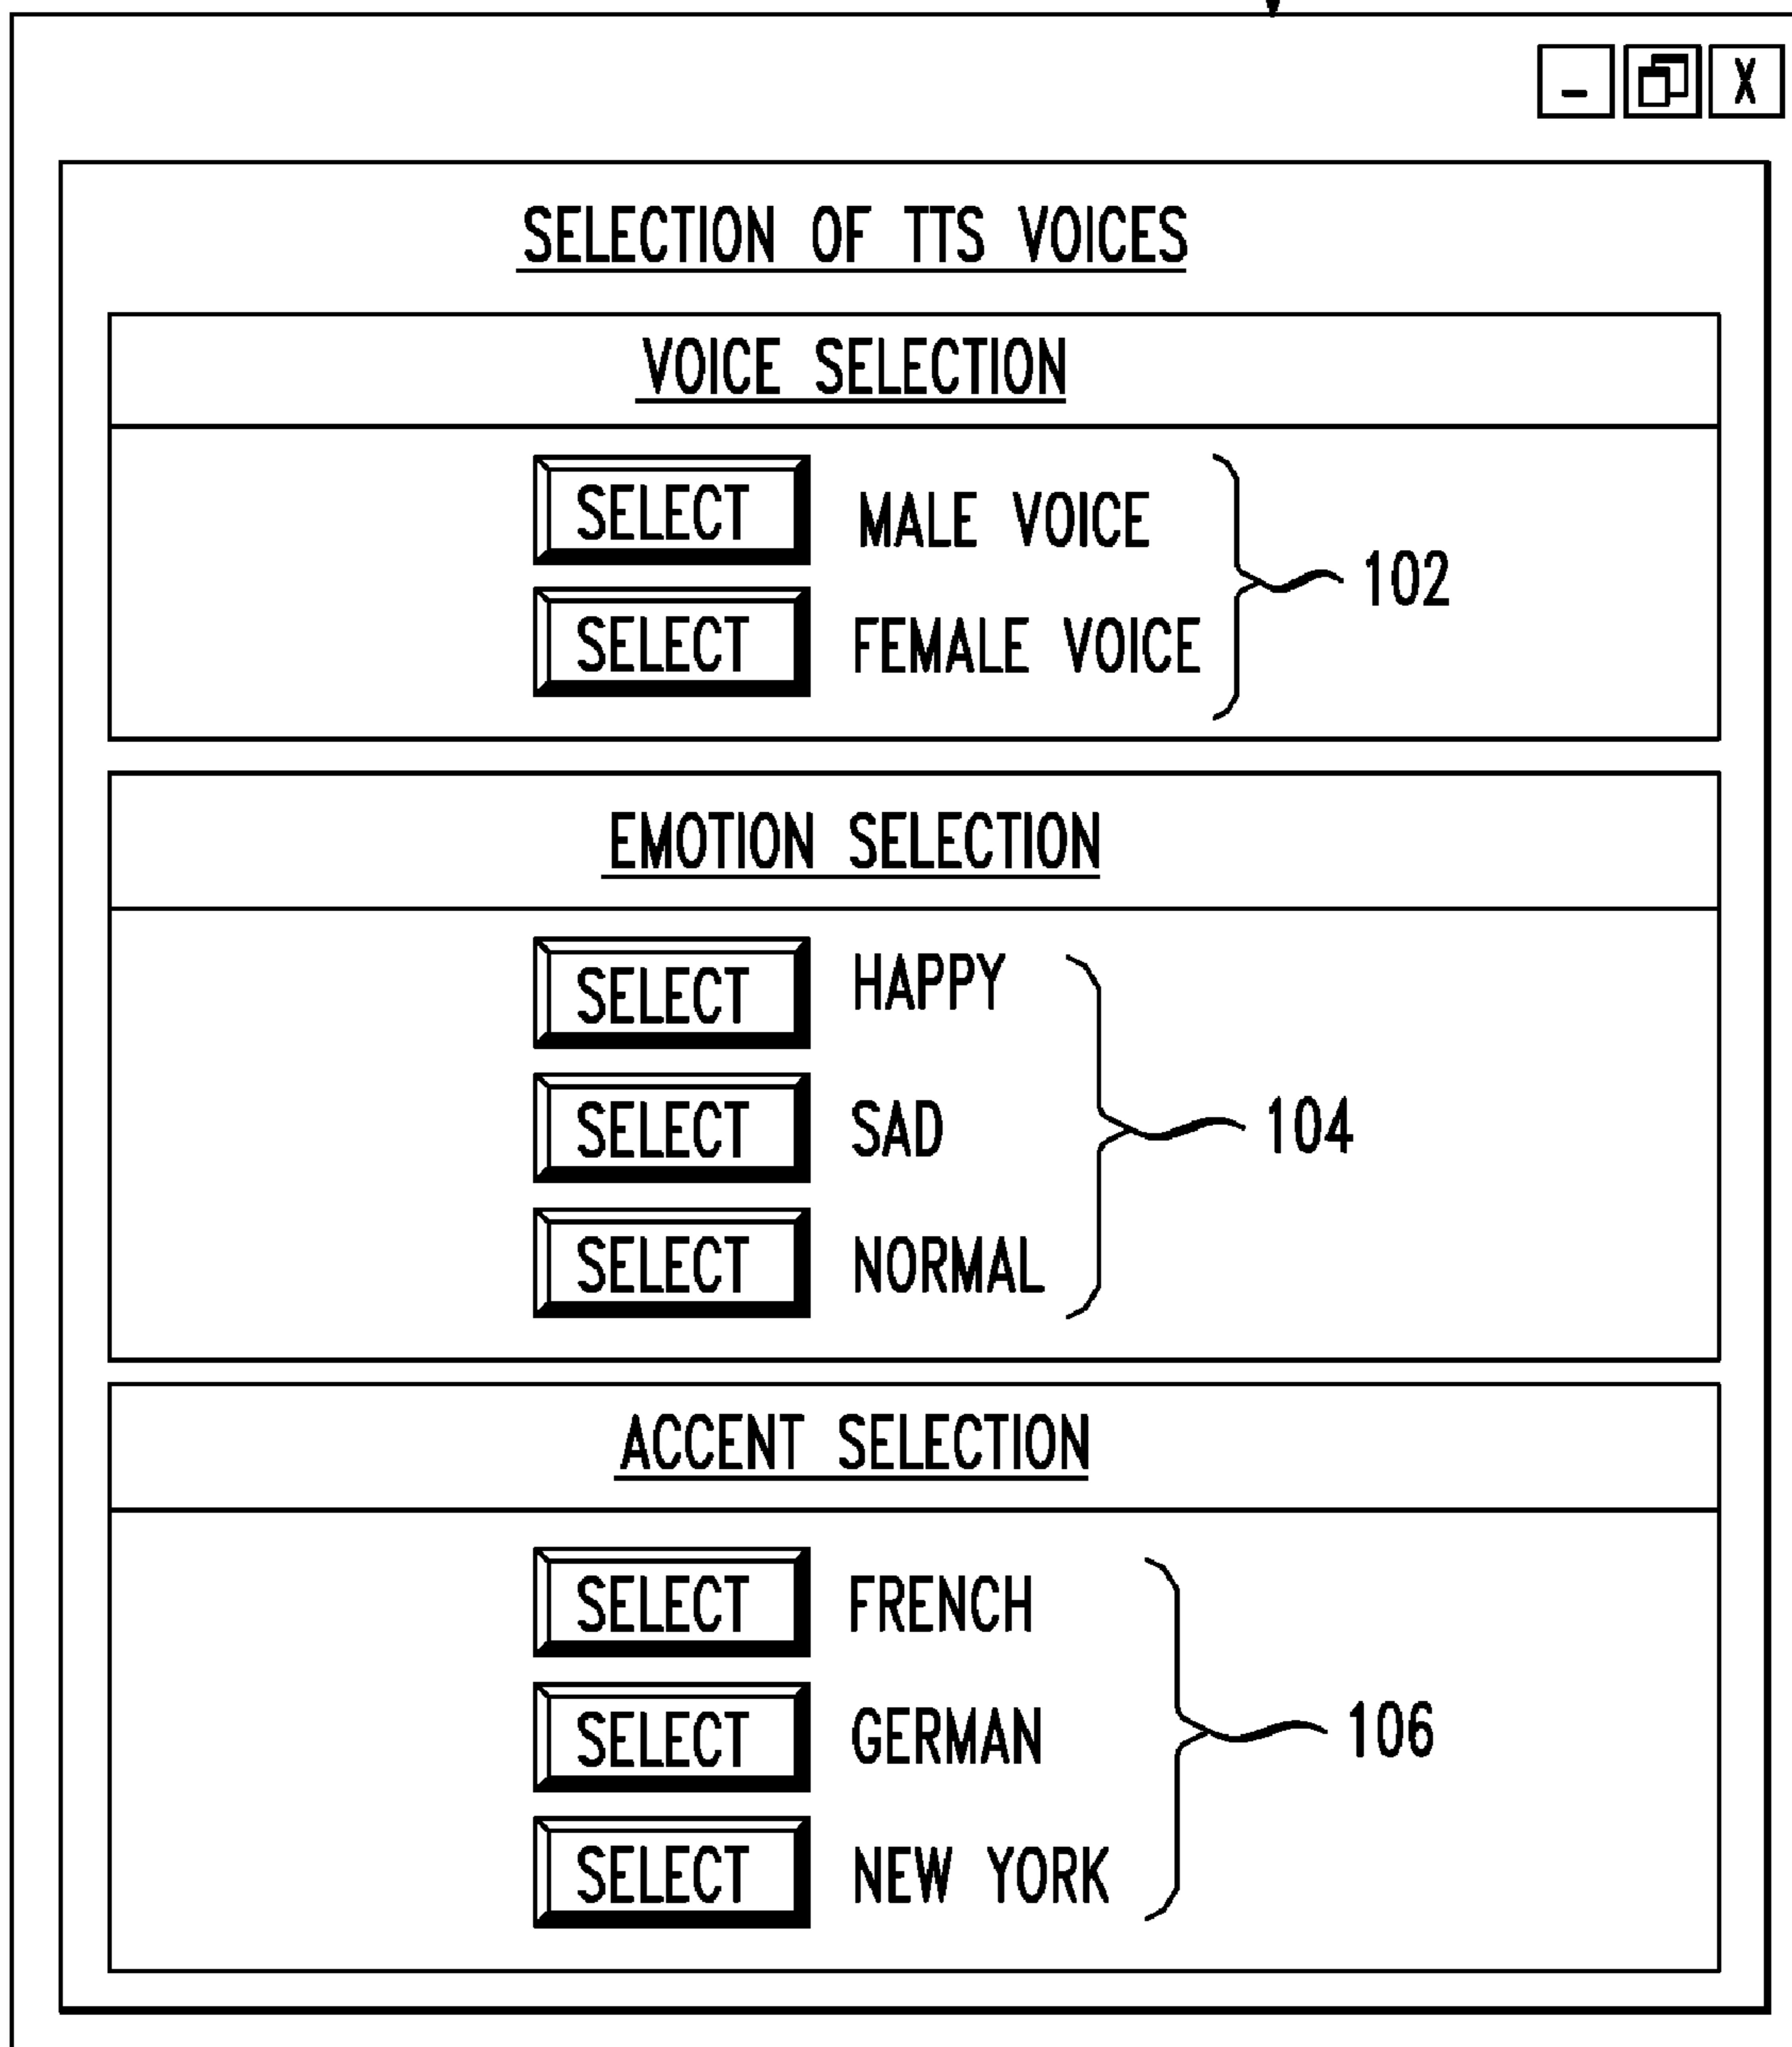 - X
SELECTION OF TTS VOICES
VOICE SELECTION
SELECT MALE VOICE
SELECT FEMALE VOICE
102
EMOTION SELECTION
SELECT HAPPY
SELECT SAD
104
SELECT NORMAL
ACCENT SELECTION
SELECT FRENCH
SELECT GERMAN
106
SELECT NEW YORK